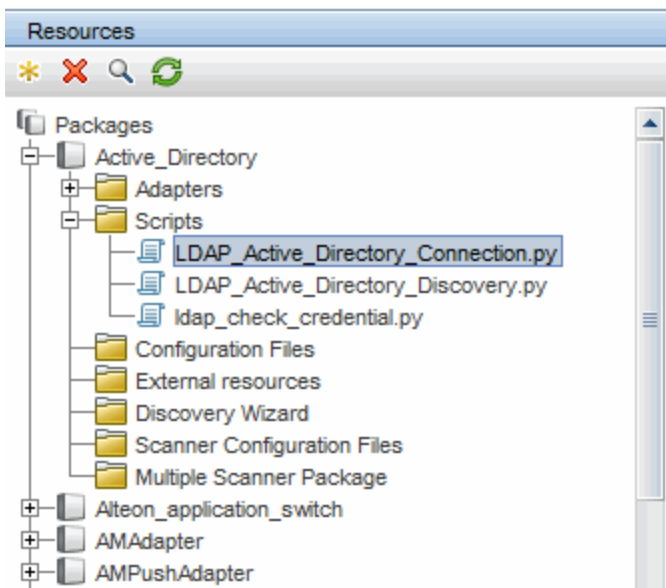 Resources
Packages
Active_Directory
Adapters
Scripts
LDAP_Active_Directory_Connection.py
LDAP_Active_Directory_Discovery.py
ldap_check_credential.py
Configuration Files
External resources
Discovery Wizard
Scanner Configuration Files
Multiple Scanner Package
Alteon_application_switch
AMAdapter
AMPushAdapter